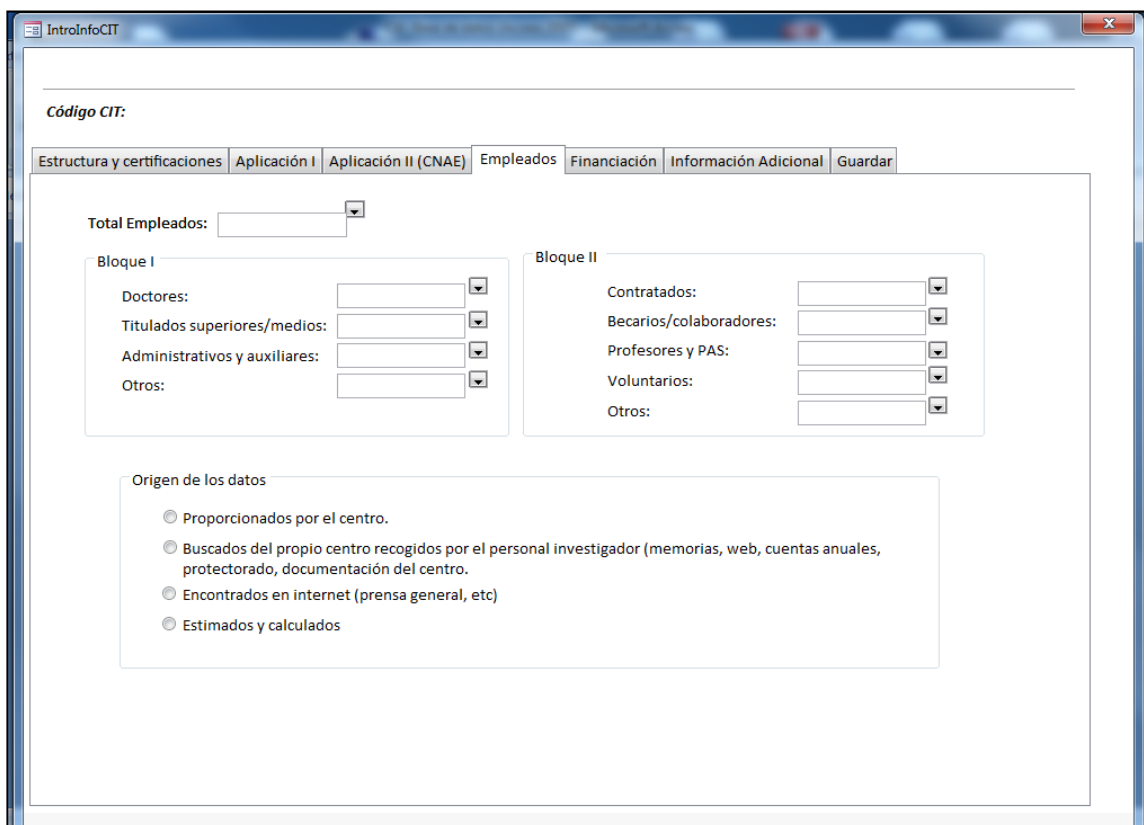 IntroInfoCIT
Código CIT:
Estructura y certificaciones Aplicación I Aplicación II (CNAE) Empleados Financiación Información Adicional Guardar
Total Empleados:
Bloque I
Doctores:
Titulados superiores/medios:
Administrativos y auxiliares:
Otros:
Bloque II
Contratados:
Becarios/colaboradores:
Profesores y PAS:
Voluntarios:
Otros:
Origen de los datos
Proporcionados por el centro.
Buscados del propio centro recogidos por el personal investigador (memorias, web, cuentas anuales,
protectorado, documentación del centro.
Encontrados en internet (prensa general, etc)
Estimados y calculados